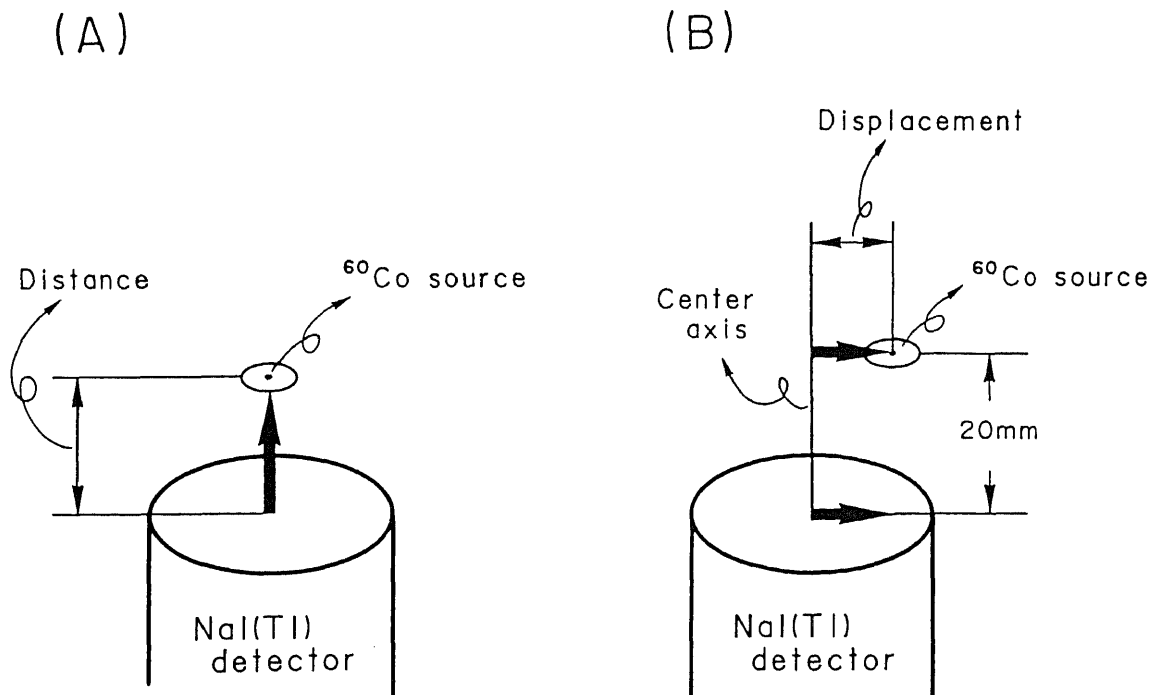 (A)
Distance
⁶⁰Co source
NaI(Tl)
detector
(B)
Displacement
Center
axis
⁶⁰Co source
20mm
NaI(Tl)
detector